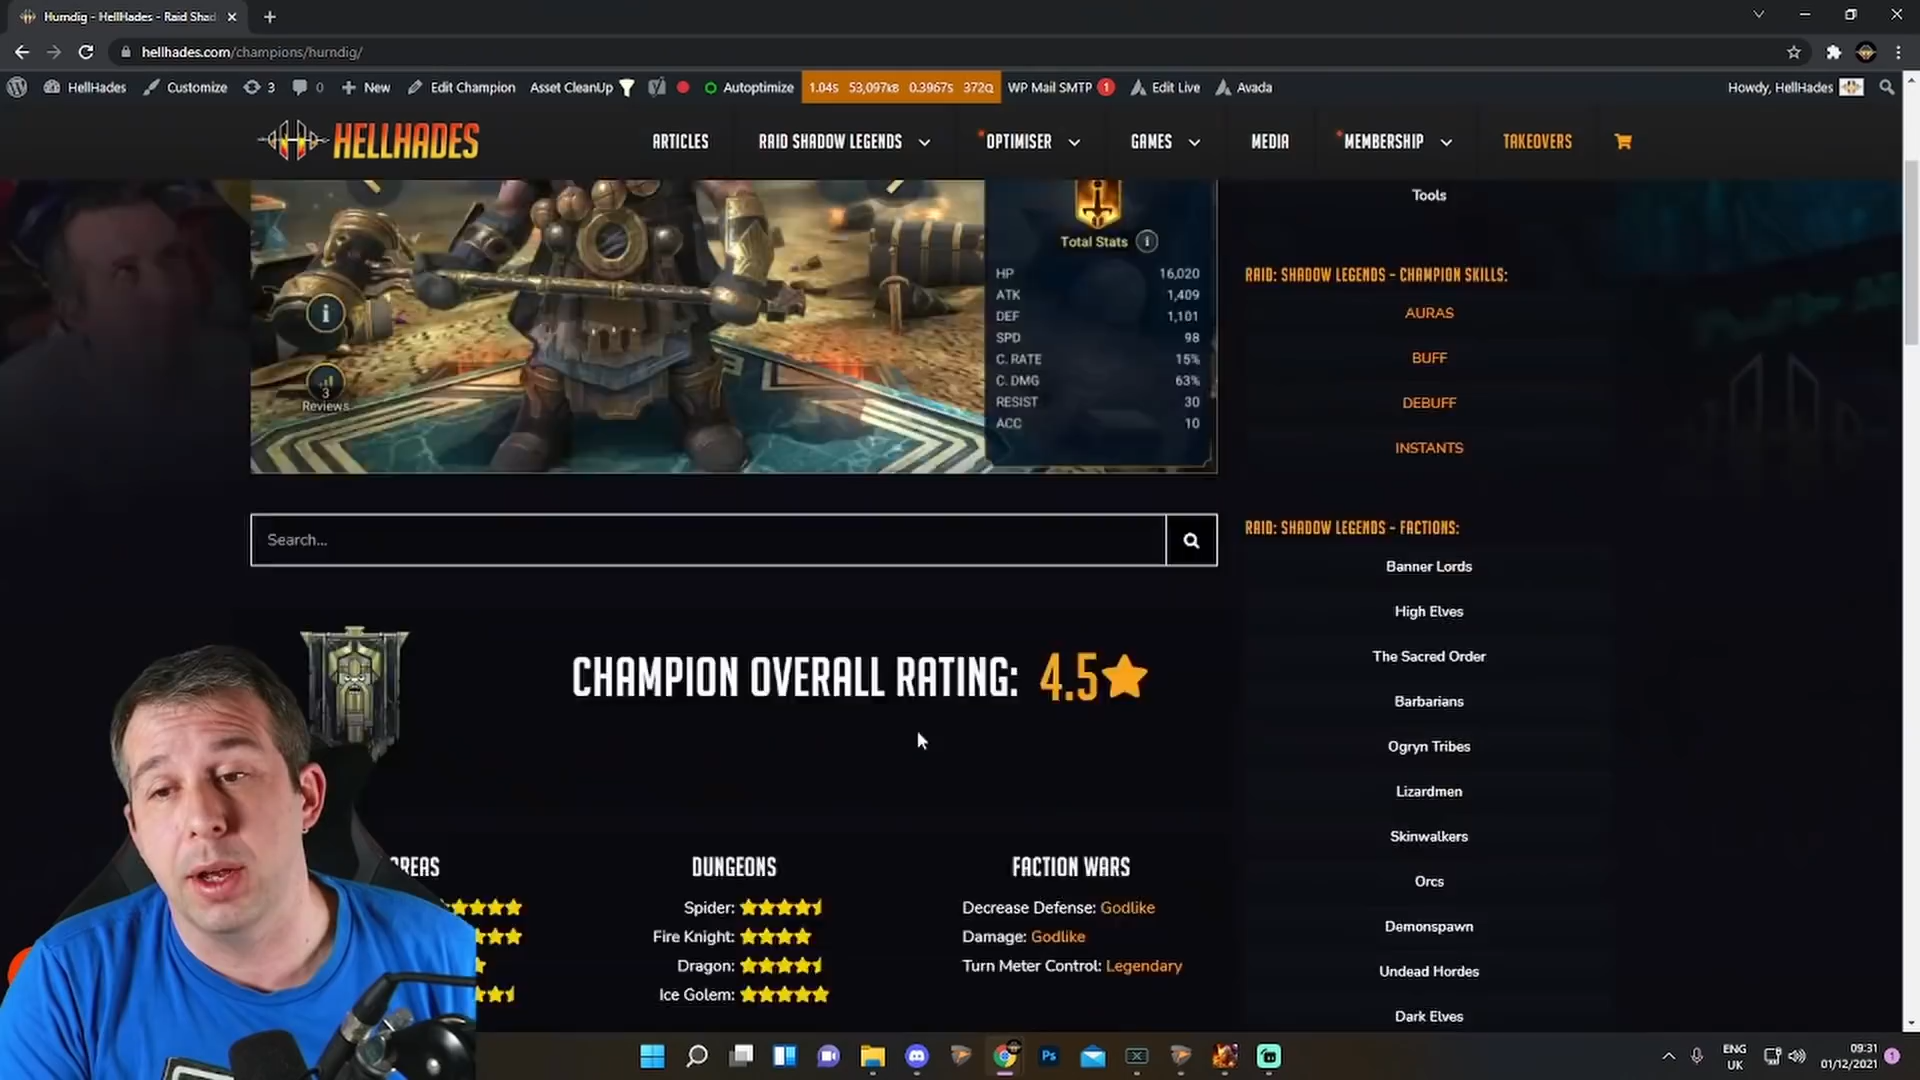 Hurndig - HellHades - Raid Shad
hellhades.com/champions/hurndig/
HellHades
Customize
3
0
New
Edit Champion
Asset CleanUp
Autoptimize
1.04s 53,097kB 0.3967s 372Q
WP Mail SMTP 1
Edit Live
Avada
Howdy, HellHades
HELLHADES
ARTICLES
RAID SHADOW LEGENDS
OPTIMISER
GAMES
MEDIA
MEMBERSHIP
TAKEOVERS
Tools
Total Stats i
HP 16,020
ATK 1,409
DEF 1,101
SPD 98
C. RATE 15%
C. DMG 63%
RESIST 30
ACC 10
i
3
Reviews
RAID: SHADOW LEGENDS - CHAMPION SKILLS:
AURAS
BUFF
DEBUFF
INSTANTS
Search...
RAID: SHADOW LEGENDS - FACTIONS:
Banner Lords
High Elves
The Sacred Order
Barbarians
Ogryn Tribes
Lizardmen
Skinwalkers
Orcs
Demonspawn
Undead Hordes
Dark Elves
CHAMPION OVERALL RATING: 4.5
REAS
DUNGEONS
Spider:
Fire Knight:
Dragon:
Ice Golem:
FACTION WARS
Decrease Defense: Godlike
Damage: Godlike
Turn Meter Control: Legendary
Ps
ENG
UK
09:31
01/12/2021
1